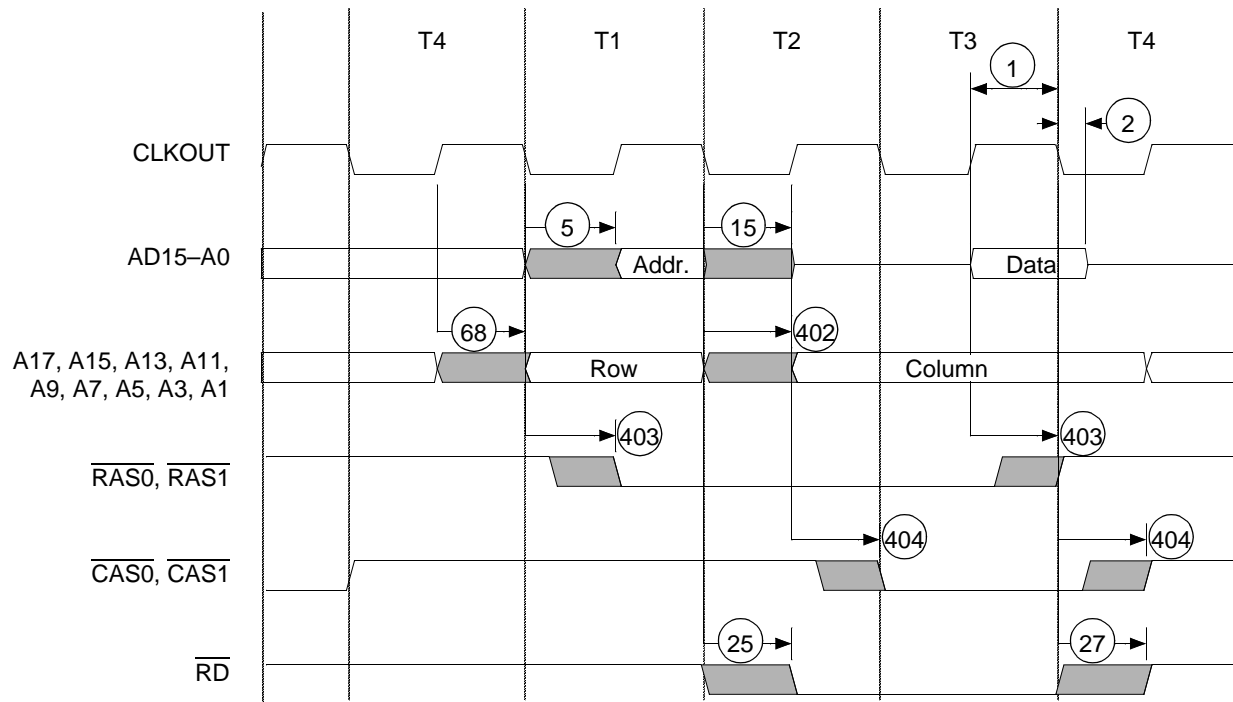 T4 T1 T2 T3 T4
1
2
CLKOUT
5 15
AD15–A0 Addr. Data
68 402
A17, A15, A13, A11,
A9, A7, A5, A3, A1
Row Column
403 403
RAS0, RAS1
404 404
CAS0, CAS1
25 27
RD